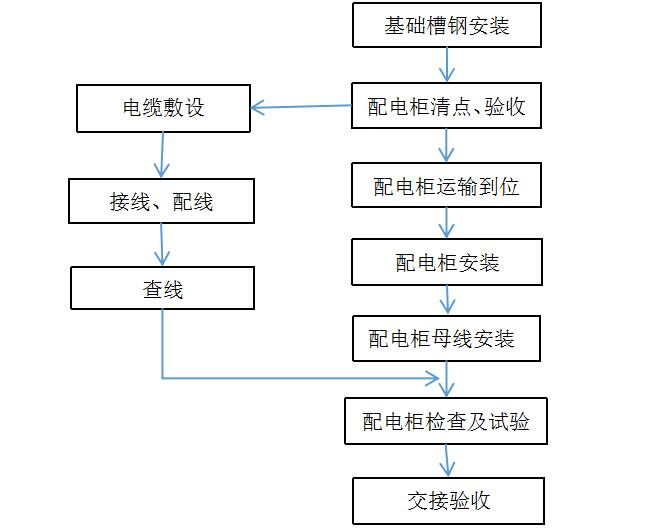 基础槽钢安装
电缆敷设
配电柜清点、验收
配电柜运输到位
接线、配线
配电柜安装
查线
配电柜母线安装
配电柜检查及试验
交接验收